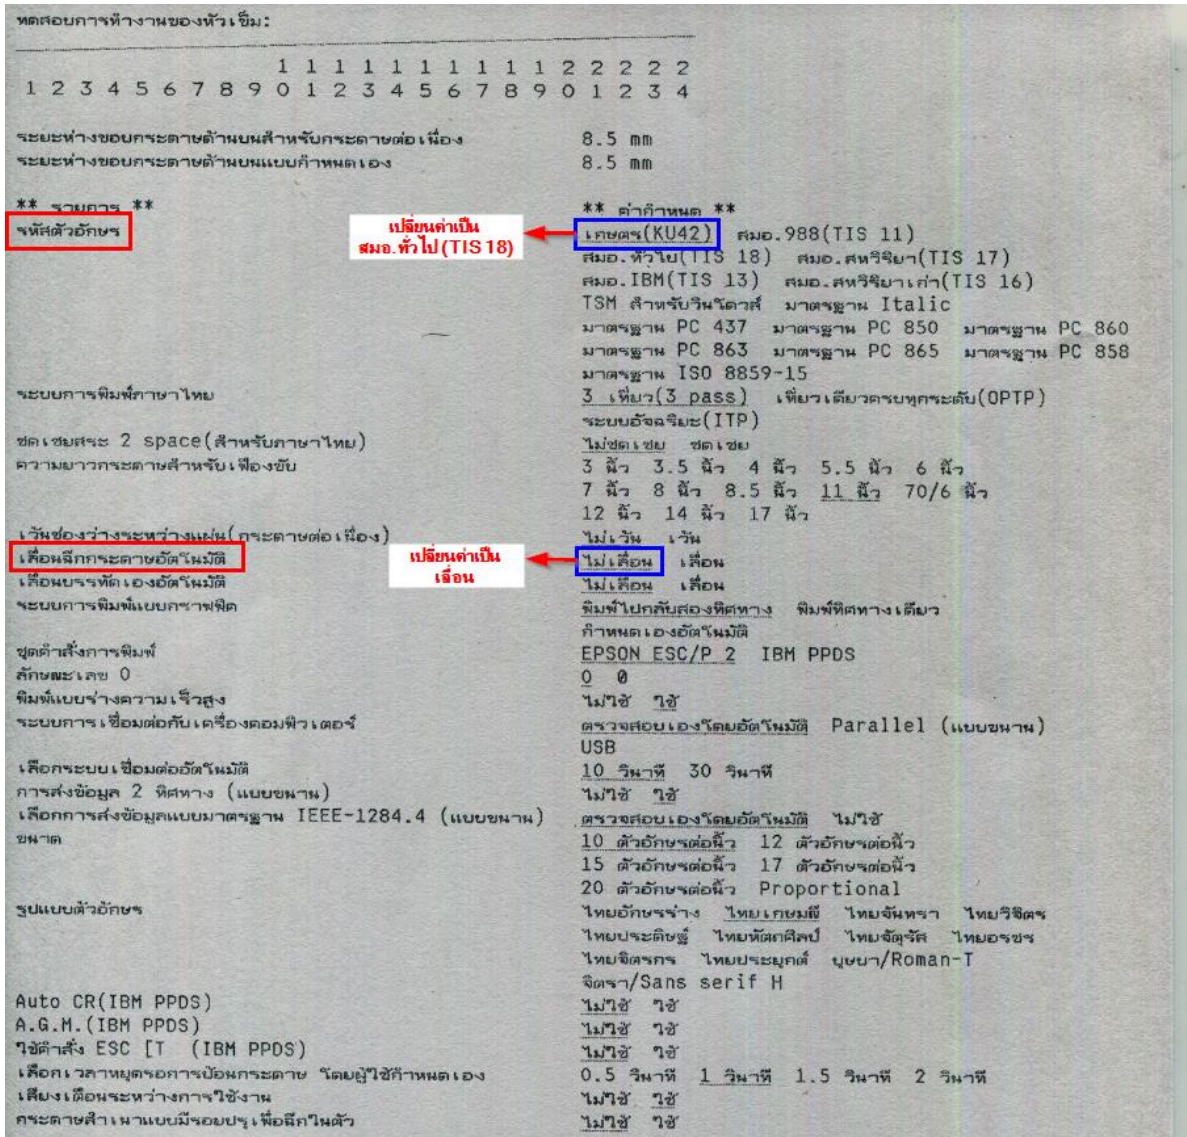 ทดสอบการทำงานของหัวเข็ม:
1 1 1 1 1 1 1 1 1 1 2 2 2 2 2
1 2 3 4 5 6 7 8 9 0 1 2 3 4 5 6 7 8 9 0 1 2 3 4
ระยะห่างขอบกระดาษด้านบนสำหรับกระดาษต่อเนื่อง 8.5 mm
ระยะห่างขอบกระดาษด้านบนแบบกำหนดเอง 8.5 mm
** รายการ ** ** ค่ากำหนด **
รหัสตัวอักษร เปลี่ยนค่าเป็น เกษตร(KU42) สมอ.988(TIS 11)
สมอ.ทั่วไป(TIS 18) สมอ.ทั่วไป(TIS 18) สมอ.สหวิริยา(TIS 17)
สมอ.IBM(TIS 13) สมอ.สหวิริยาเก่า(TIS 16)
TSM สำหรับวินโดวส์ มาตรฐาน Italic
มาตรฐาน PC 437 มาตรฐาน PC 850 มาตรฐาน PC 860
มาตรฐาน PC 863 มาตรฐาน PC 865 มาตรฐาน PC 858
มาตรฐาน ISO 8859-15
ระบบการพิมพ์ภาษาไทย 3 เที่ยว(3 pass) เที่ยวเดียวครบทุกระดับ(OPTP)
ระบบอัจฉริยะ(ITP)
ชดเชยสระ 2 space(สำหรับภาษาไทย) ไม่ชดเชย ชดเชย
ความยาวกระดาษสำหรับเฟืองขับ 3 นิ้ว 3.5 นิ้ว 4 นิ้ว 5.5 นิ้ว 6 นิ้ว
7 นิ้ว 8 นิ้ว 8.5 นิ้ว 11 นิ้ว 70/6 นิ้ว
12 นิ้ว 14 นิ้ว 17 นิ้ว
เว้นช่องว่างระหว่างแผ่น(กระดาษต่อเนื่อง) ไม่เว้น เว้น
เลื่อนฉีกกระดาษอัตโนมัติ เปลี่ยนค่าเป็น ไม่เลื่อน เลื่อน
เลื่อนบรรทัดเองอัตโนมัติ เลื่อน ไม่เลื่อน เลื่อน
ระบบการพิมพ์แบบกราฟฟิค พิมพ์ไปกลับสองทิศทาง พิมพ์ทิศทางเดียว
กำหนดเองอัตโนมัติ
ชุดคำสั่งการพิมพ์ EPSON ESC/P 2 IBM PPDS
ลักษณะเลข 0 0 0
พิมพ์แบบร่างความเร็วสูง ไม่ใช้ ใช้
ระบบการเชื่อมต่อกับเครื่องคอมพิวเตอร์ ตรวจสอบเองโดยอัตโนมัติ Parallel (แบบขนาน)
USB
เลือกระบบเชื่อมต่ออัตโนมัติ 10 วินาที 30 วินาที
การส่งข้อมูล 2 ทิศทาง (แบบขนาน) ไม่ใช้ ใช้
เลือกการส่งข้อมูลแบบมาตรฐาน IEEE-1284.4 (แบบขนาน) ตรวจสอบเองโดยอัตโนมัติ ไม่ใช้
ขนาด 10 ตัวอักษรต่อนิ้ว 12 ตัวอักษรต่อนิ้ว
15 ตัวอักษรต่อนิ้ว 17 ตัวอักษรต่อนิ้ว
20 ตัวอักษรต่อนิ้ว Proportional
รูปแบบตัวอักษร ไทยอักษรร่าง ไทยเกษมณี ไทยจันทรา ไทยวิจิตร
ไทยประดิษฐ์ ไทยหัตถศิลป์ ไทยจัตุรัส ไทยอรชร
ไทยจิตรกร ไทยประยุกต์ บุษยา/Roman-T
จิตรา/Sans serif H
Auto CR(IBM PPDS) ไม่ใช้ ใช้
A.G.M.(IBM PPDS) ไม่ใช้ ใช้
ใช้คำสั่ง ESC [T (IBM PPDS) ไม่ใช้ ใช้
เลือกเวลาหยุดรอการป้อนกระดาษ โดยผู้ใช้กำหนดเอง 0.5 วินาที 1 วินาที 1.5 วินาที 2 วินาที
เสียงเตือนระหว่างการใช้งาน ไม่ใช้ ใช้
กระดาษสำเนาแบบมีรอยปรุเพื่อฉีกในตัว ไม่ใช้ ใช้